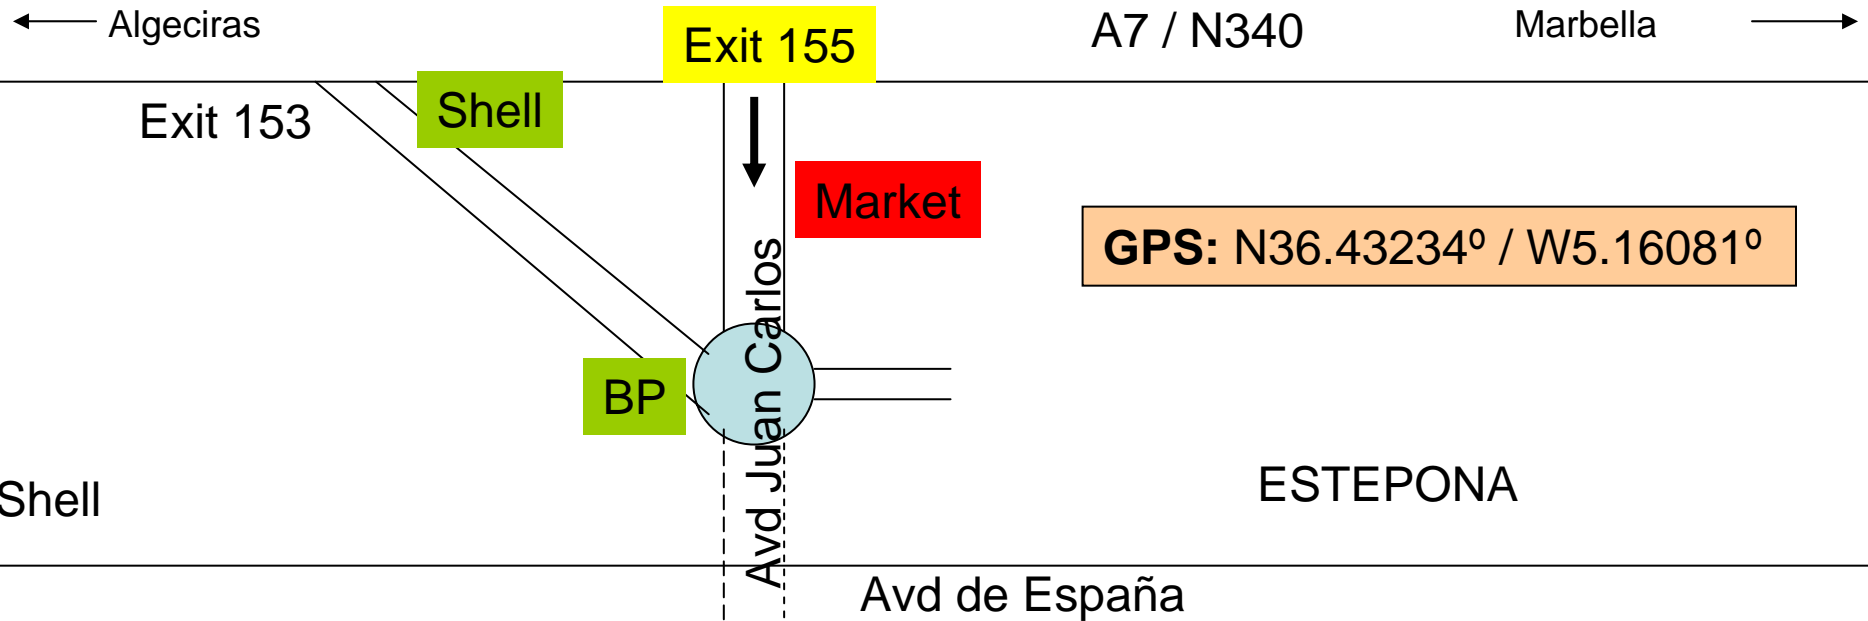 Algeciras
Exit 155
A7 / N340
Marbella
Exit 153
Shell
Market
GPS: N36.43234º / W5.16081º
Avd Juan Carlos
BP
Shell
ESTEPONA
Avd de España